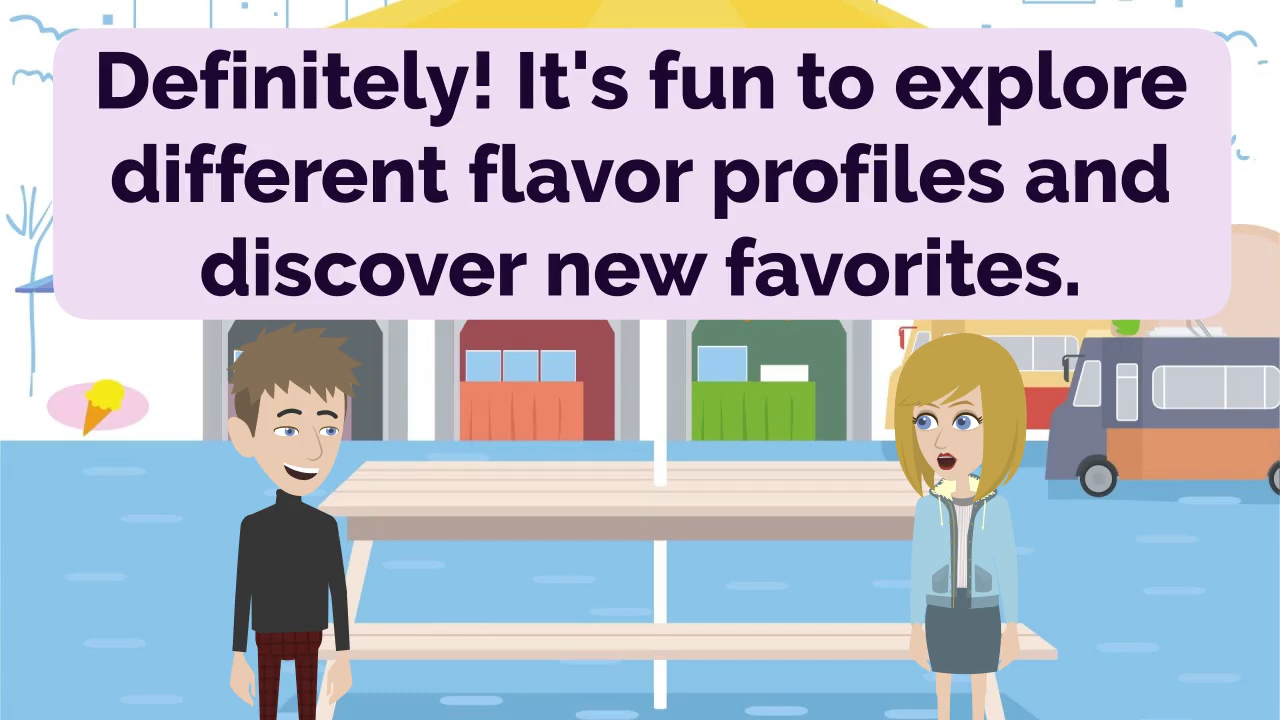 Definitely! It's fun to explore
different flavor profiles and
discover new favorites.